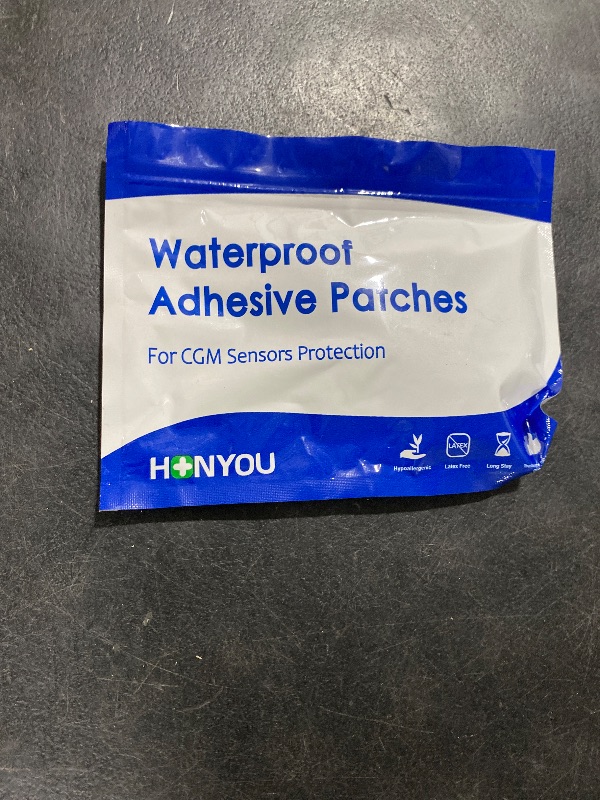 Waterproof
Adhesive Patches
For CGM Sensors Protection
HONYOU
LATEX
Hypoallergenic Latex Free Long Stay